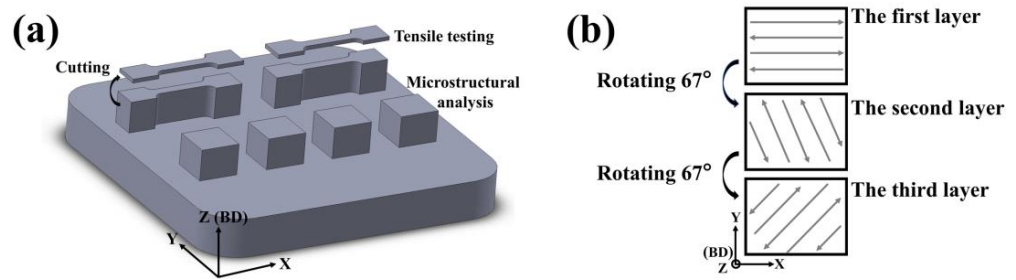 (a)
Tensile testing
Cutting
Microstructural
analysis
Z (BD)
Y
X
(b)
The first layer
Rotating 67°
The second layer
Rotating 67°
The third layer
Y
(BD)
Z
X